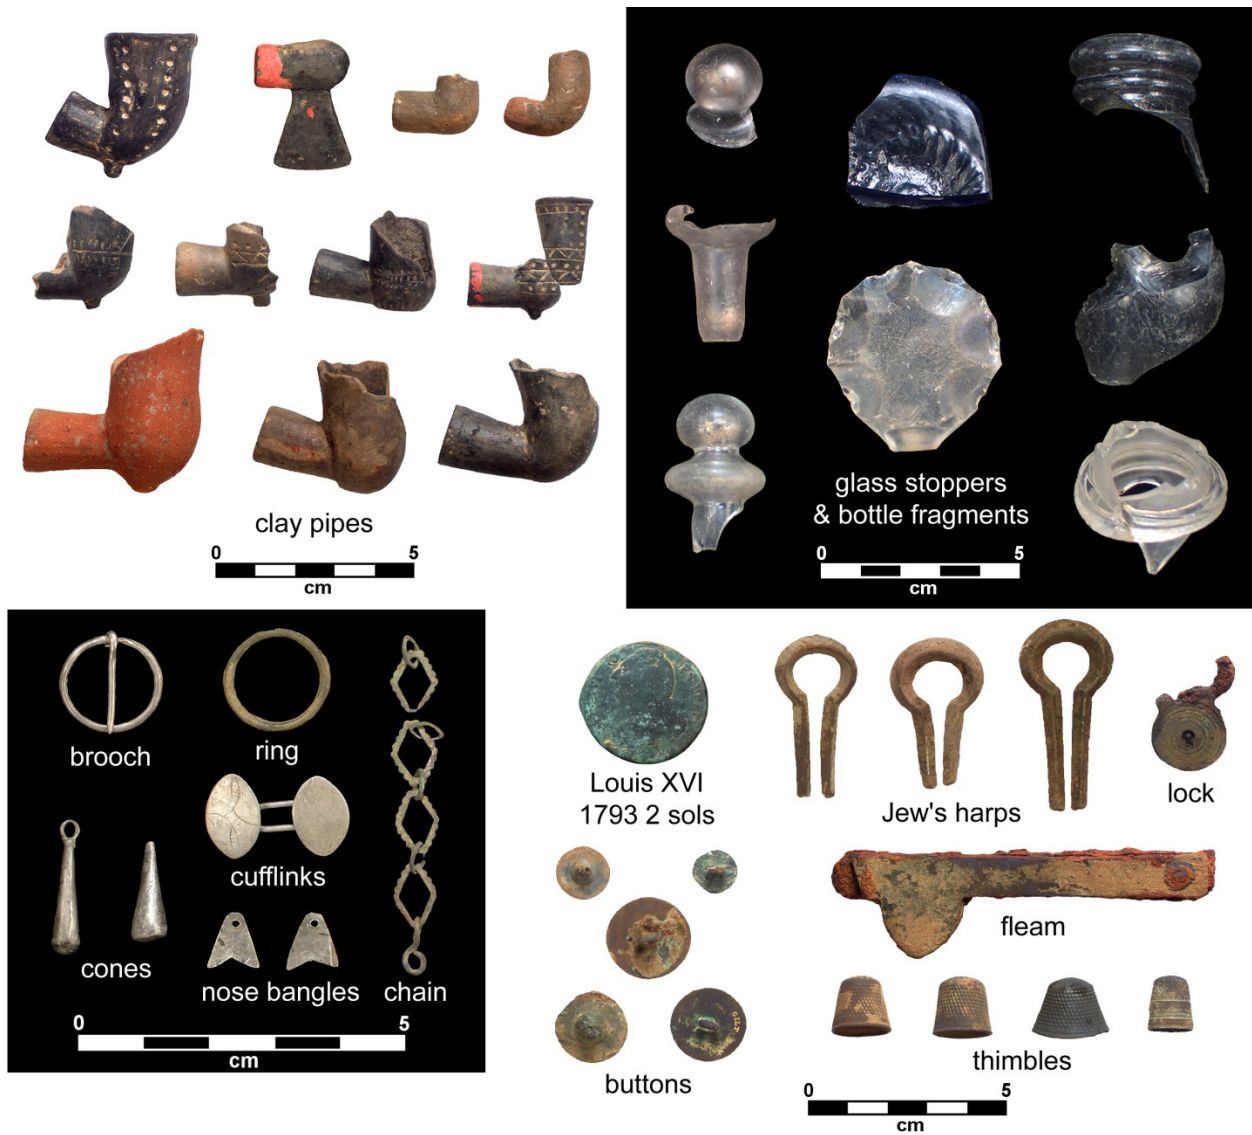 clay pipes
0 5
cm
glass stoppers
& bottle fragments
0 5
cm
brooch
ring
cufflinks
cones
nose bangles
chain
0 5
cm
Louis XVI
1793 2 sols
Jew's harps
lock
fleam
buttons
thimbles
0 5
cm
GILT